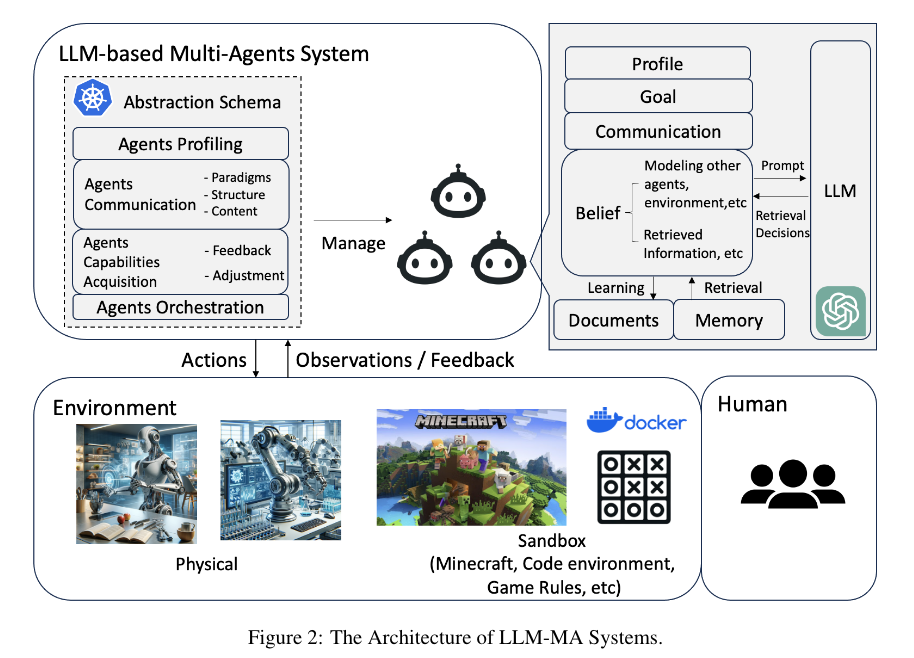 LLM-based Multi-Agents System
Abstraction Schema
Agents Profiling
Agents
Communication
- Paradigms
- Structure
- Content
Agents
Capabilities
Acquisition
- Feedback
- Adjustment
Agents Orchestration
Manage
Profile
Goal
Communication
Belief
Modeling other
agents,
environment,etc
Retrieved
Information, etc
Prompt
Retrieval
Decisions
LLM
Learning
Retrieval
Documents
Memory
Actions
Observations / Feedback
Environment
Physical
MINECRAFT
docker
Sandbox
(Minecraft, Code environment,
Game Rules, etc)
Human
Figure 2: The Architecture of LLM-MA Systems.